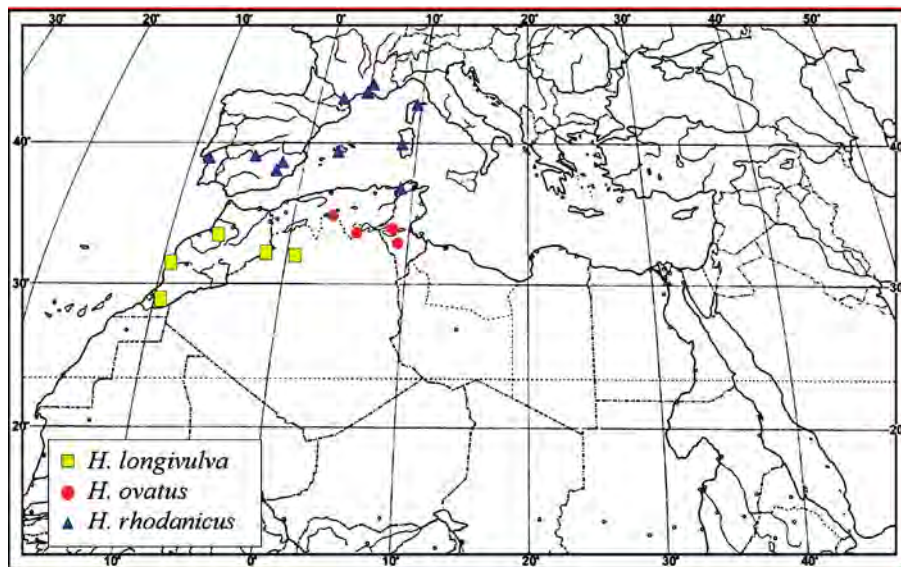 30° 20° 10° 0° 10° 20° 30° 40° 50°
40° 40°
30° 30°
20° 20°
H. longivulva
H. ovatus
H. rhodanicus
10° 0° 10° 20° 30° 40°